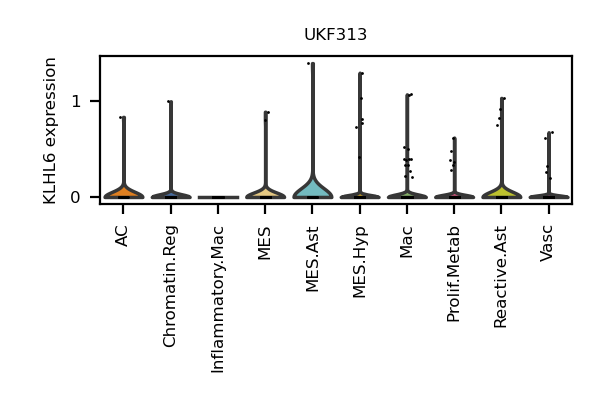 UKF313
KLHL6 expression
1
0
AC
Chromatin.Reg
Inflammatory.Mac
MES
MES.Ast
MES.Hyp
Mac
Prolif.Metab
Reactive.Ast
Vasc